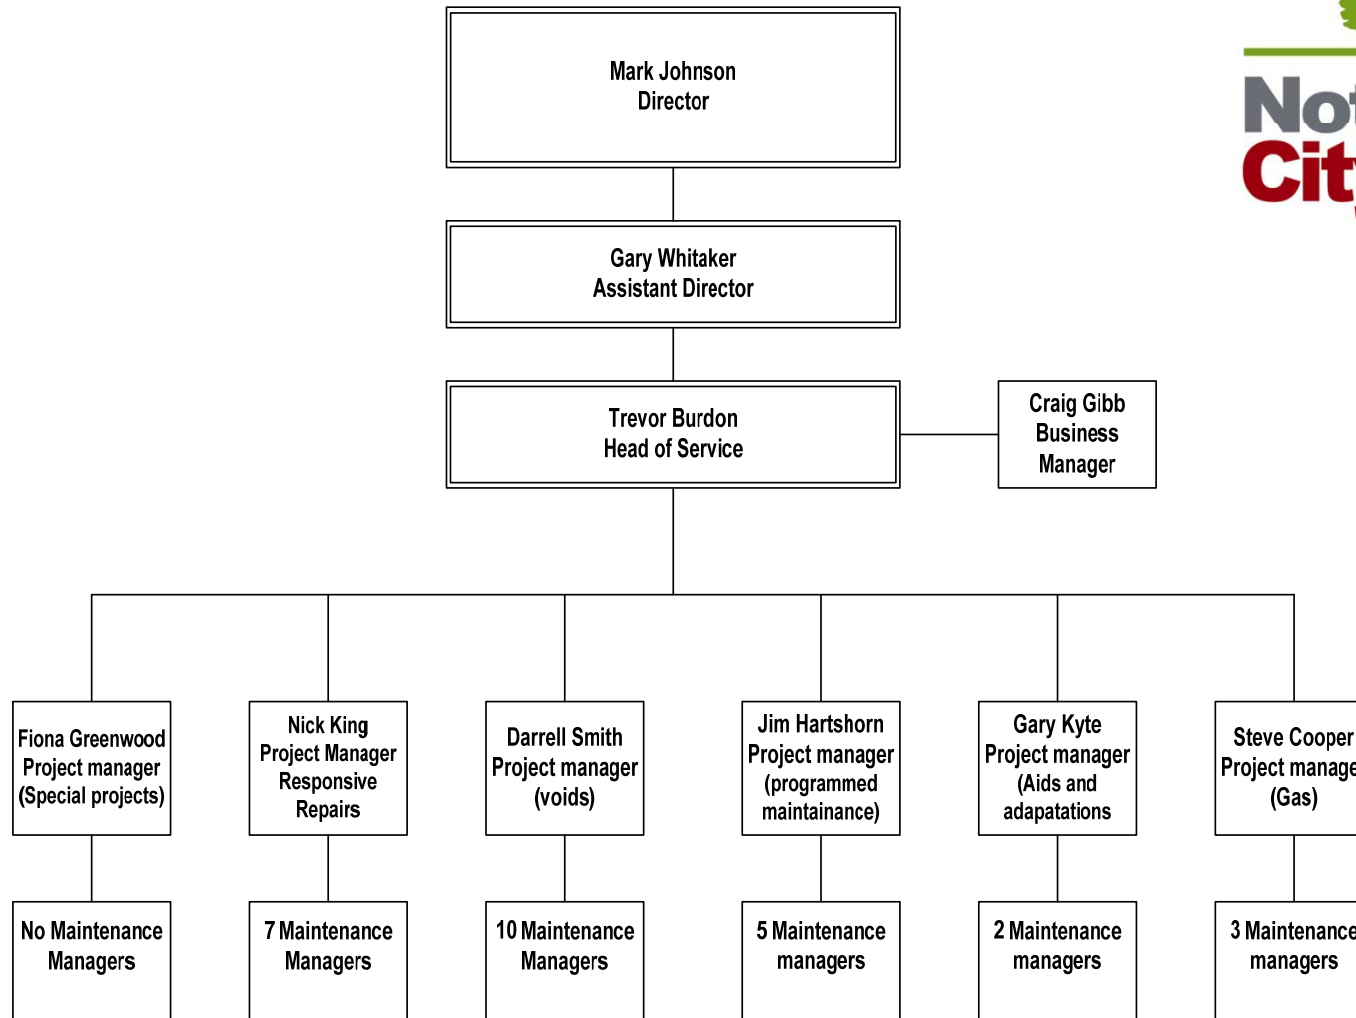 Mark Johnson
Director
Gary Whitaker
Assistant Director
Trevor Burdon
Head of Service
Craig Gibb
Business
Manager
Fiona Greenwood
Project manager
(Special projects)
Nick King
Project Manager
Responsive
Repairs
Darrell Smith
Project manager
(voids)
Jim Hartshorn
Project manager
(programmed
maintainance)
Gary Kyte
Project manager
(Aids and
adapatations
Steve Cooper
Project
(Gas)
No Maintenance
Managers
7 Maintenance
Managers
10 Maintenance
Managers
5 Maintenance
managers
2 Maintenance
managers
3 Maintenance
managers